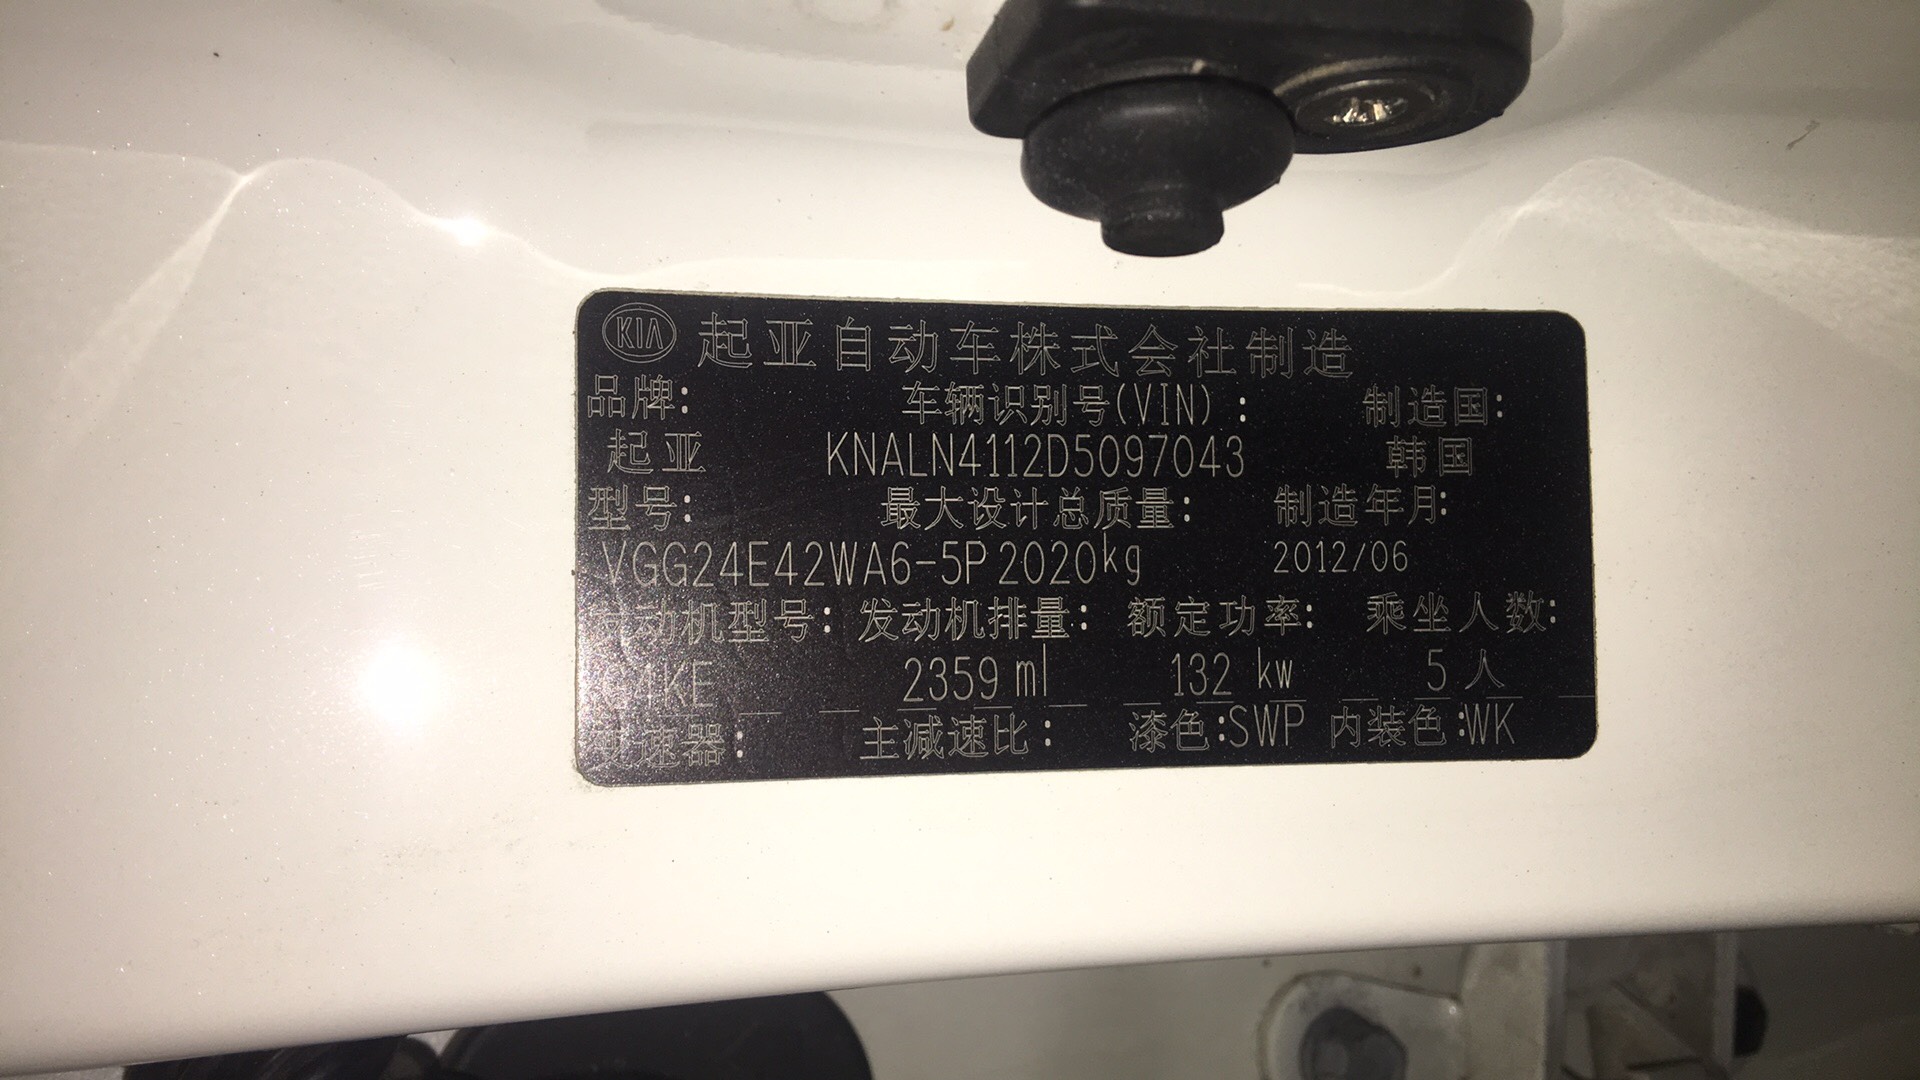 KIA 起亚自动车株式会社制造
品牌: 车辆识别号(VIN): 制造国:
起亚 KNALN4112D5097043 韩国
型号: 最大设计总质量: 制造年月:
VGG24E42WA6-5P 2020kg 2012/06
发动机型号: 发动机排量: 额定功率: 乘坐人数:
G4KE 2359 ml 132 kw 5人
变速器: 主减速比: 漆色:SWP 内装色:WK